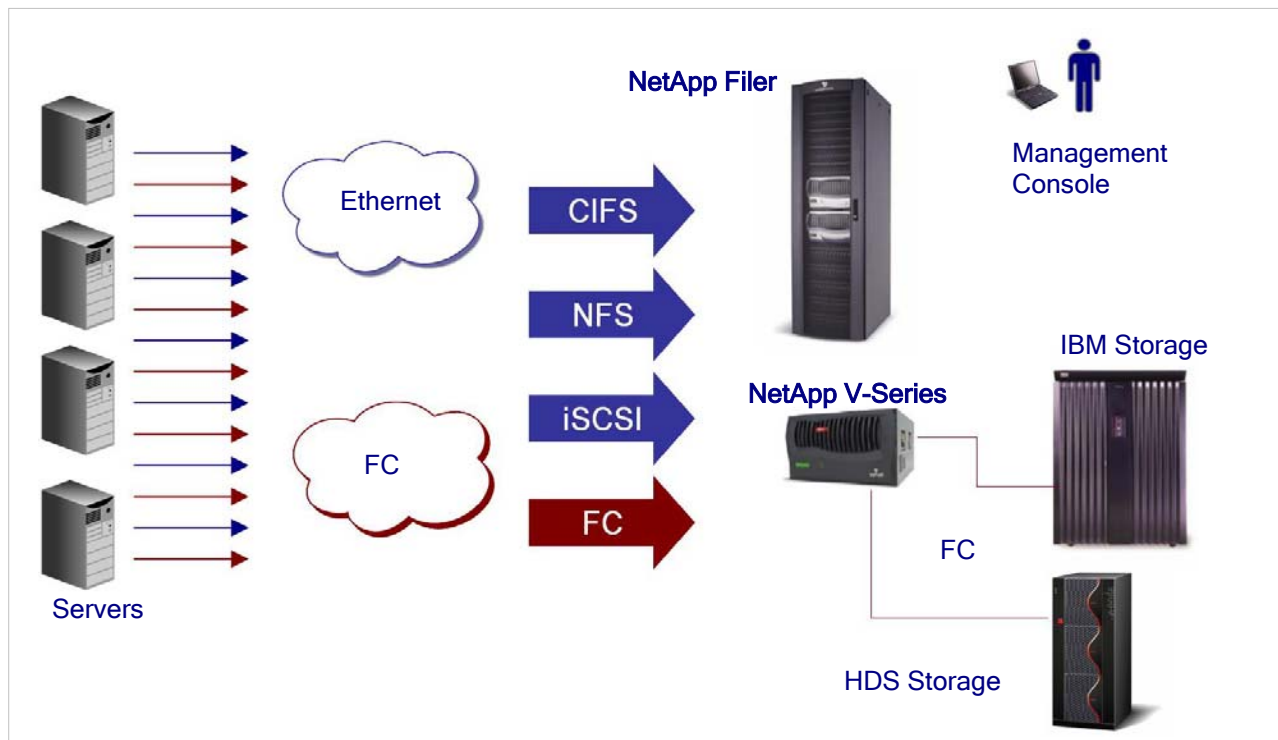 NetApp Filer
Management
Console
Ethernet
CIFS
NFS
IBM Storage
NetApp V-Series
iSCSI
FC
FC
FC
Servers
HDS Storage